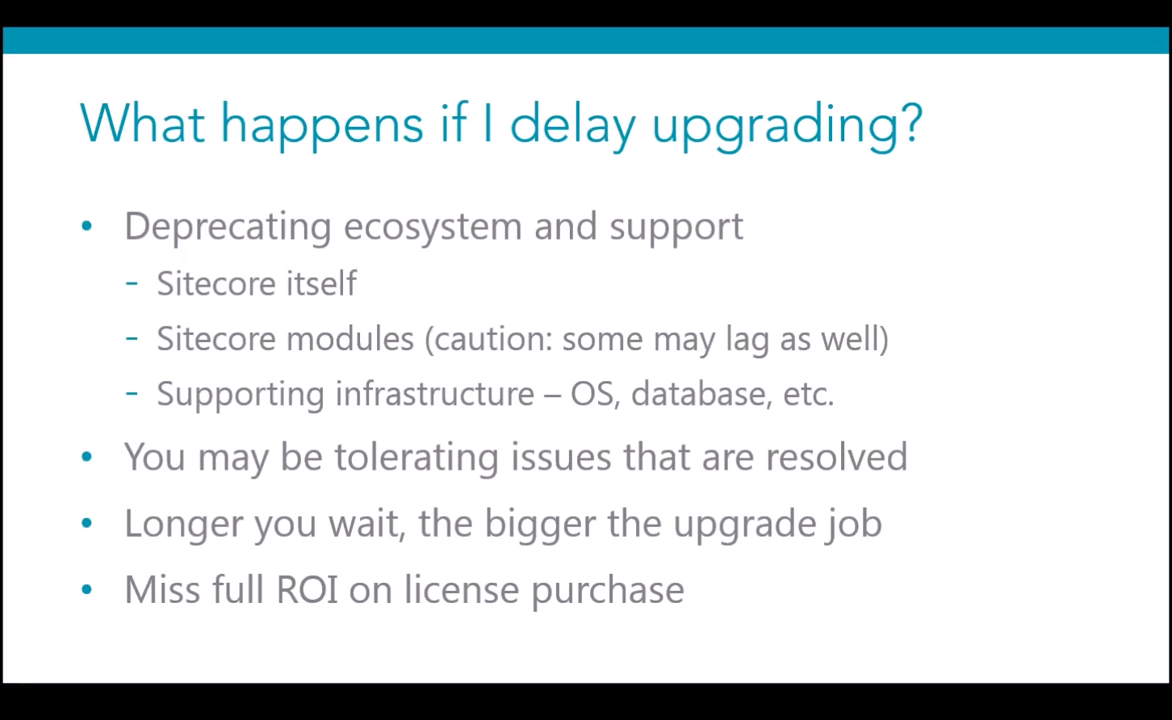 What happens if I delay upgrading?
• Deprecating ecosystem and support
- Sitecore itself
- Sitecore modules (caution: some may lag as well)
- Supporting infrastructure – OS, database, etc.
• You may be tolerating issues that are resolved
• Longer you wait, the bigger the upgrade job
• Miss full ROI on license purchase